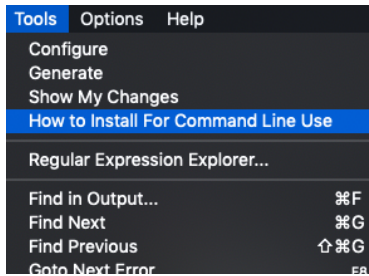 Tools Options Help
Configure
Generate
Show My Changes
How to Install For Command Line Use
Regular Expression Explorer...
Find in Output... ⌘F
Find Next ⌘G
Find Previous ⇧⌘G
Goto Next Error F8